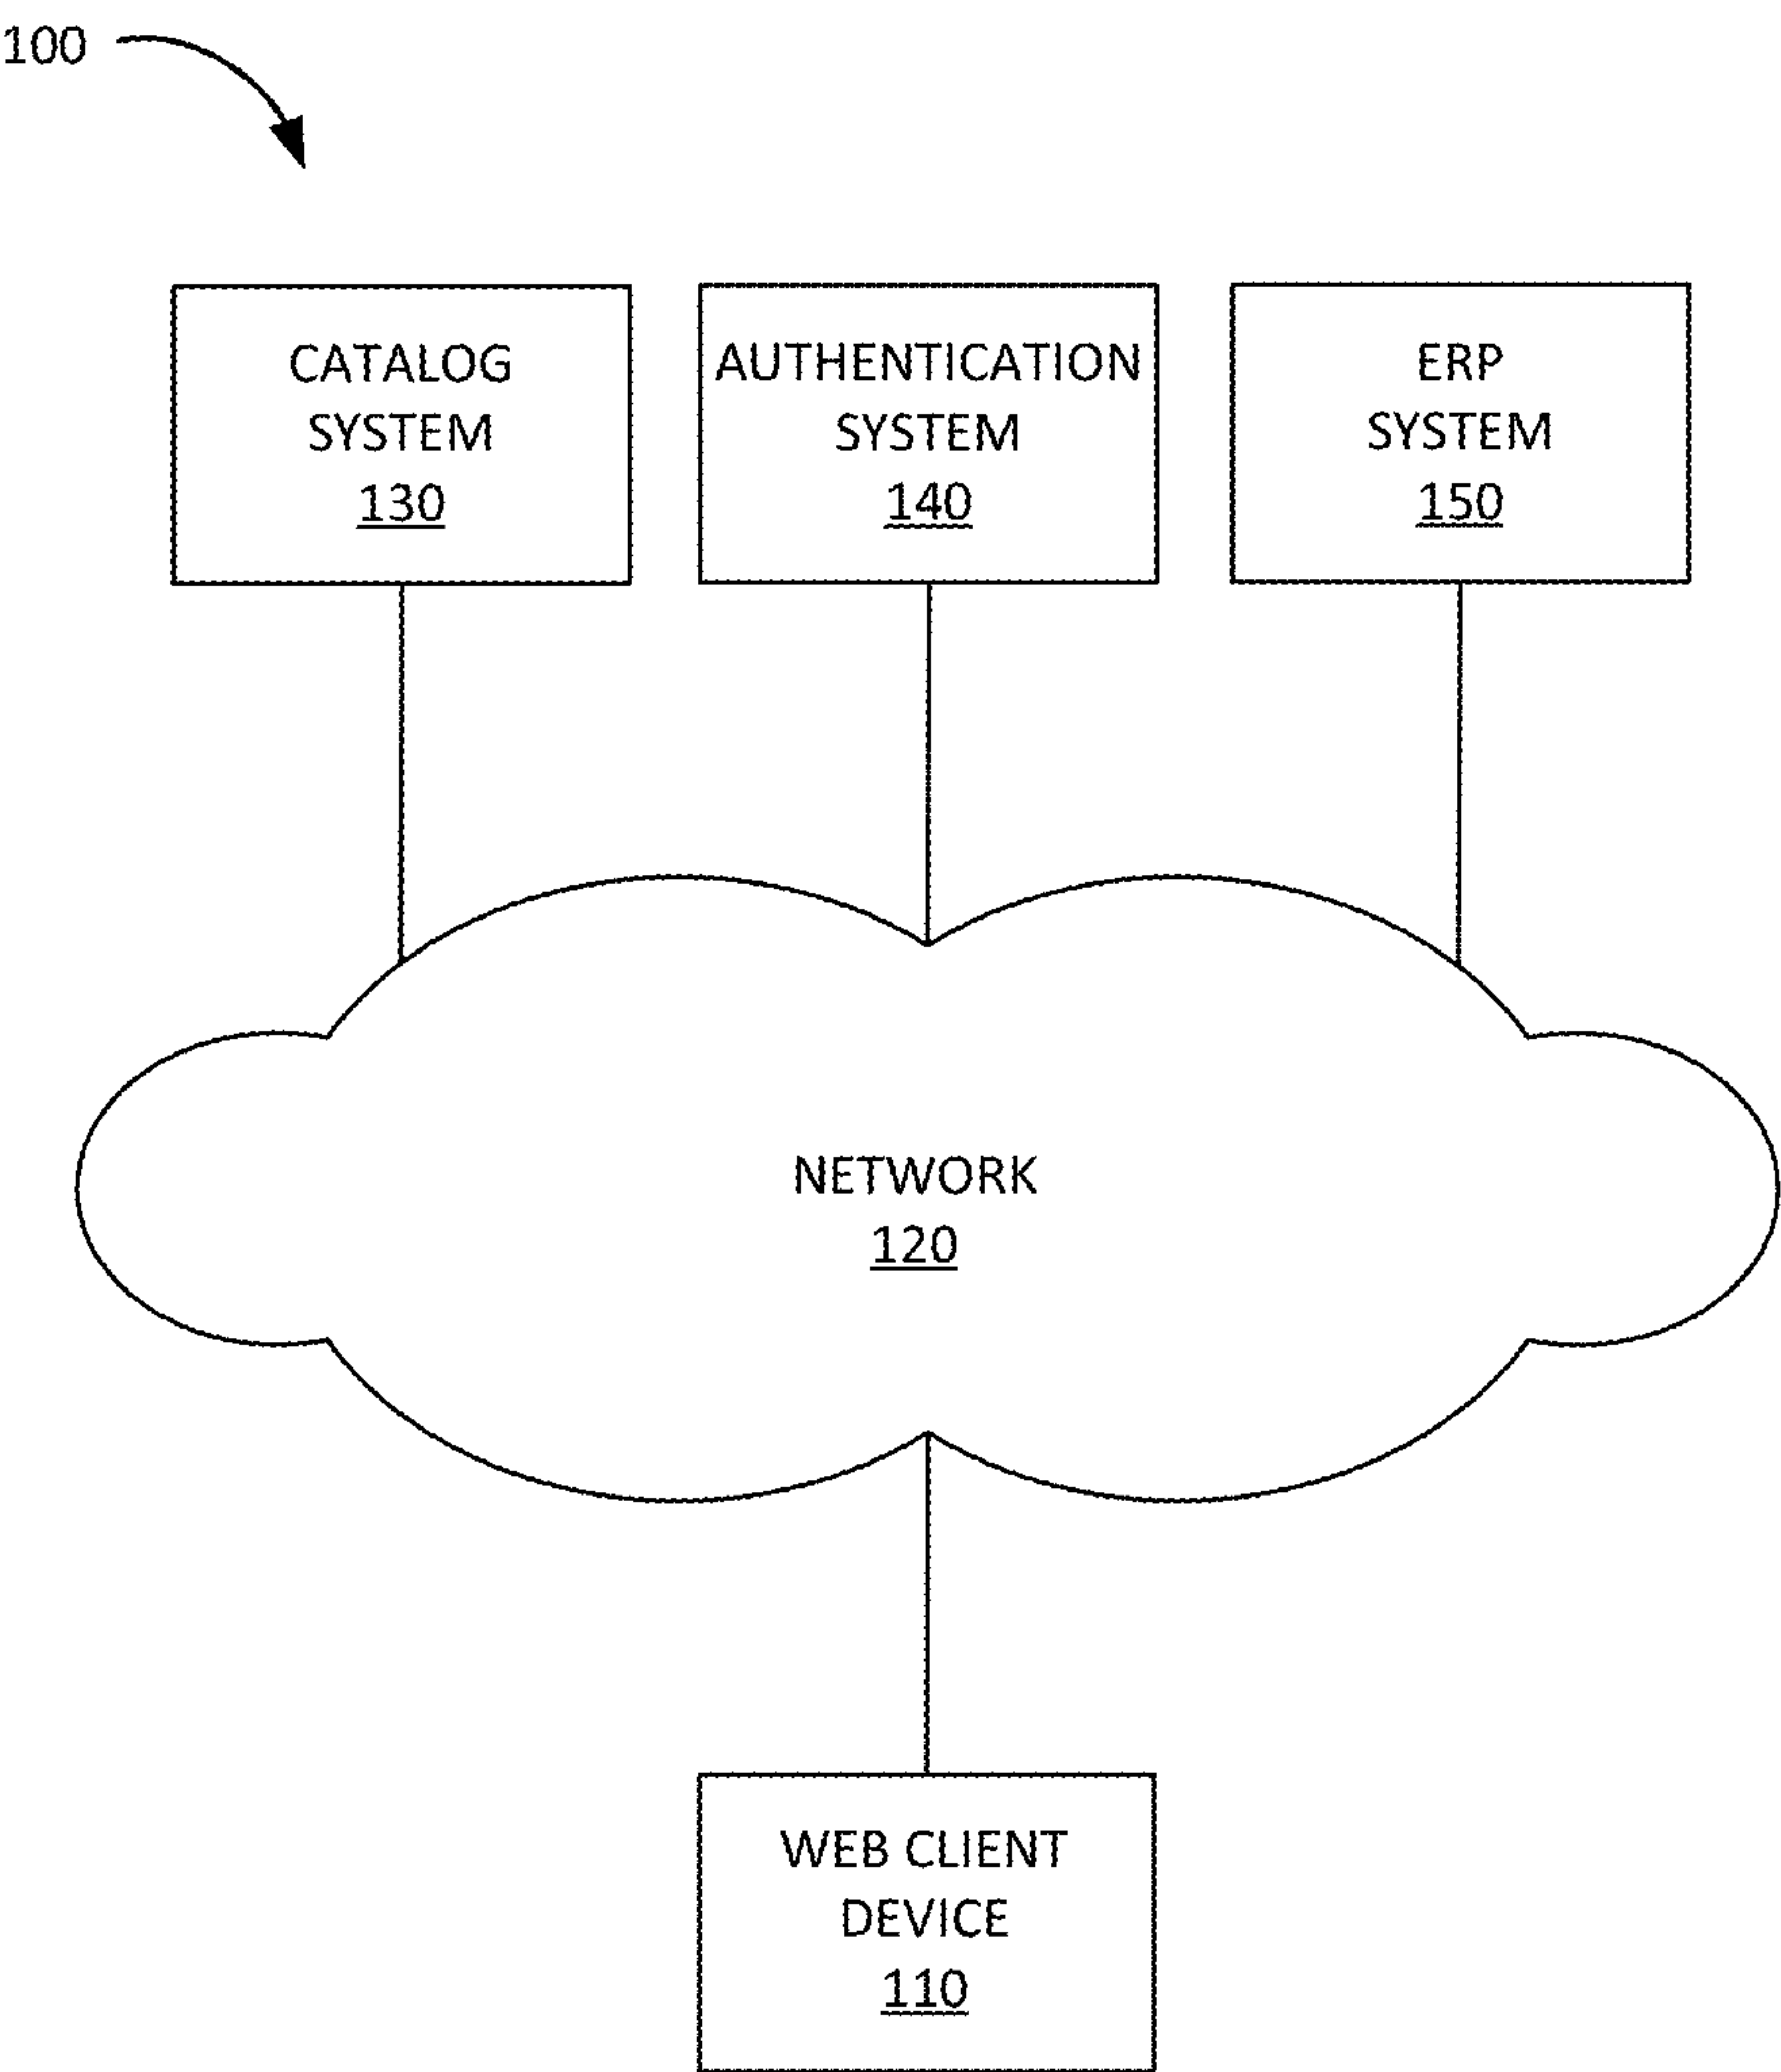 100
CATALOG
SYSTEM
130
AUTHENTICATION
SYSTEM
140
ERP
SYSTEM
150
NETWORK
120
WEB CLIENT
DEVICE
110